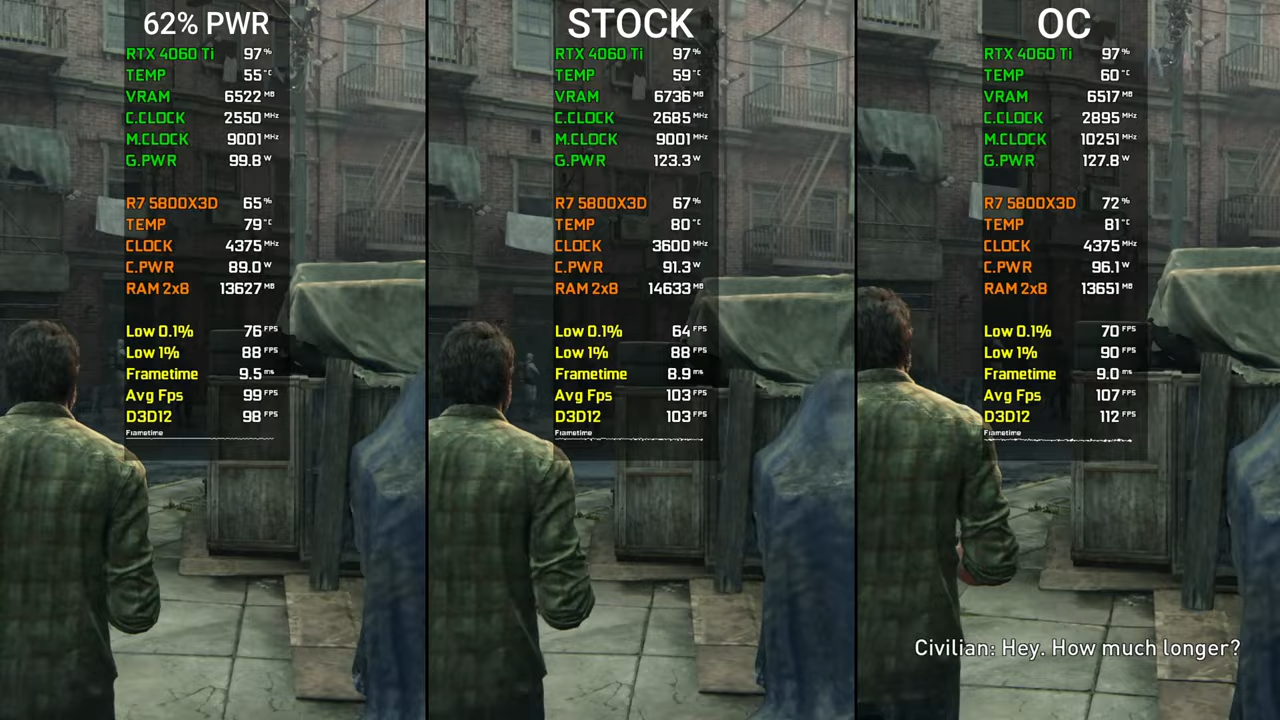 62% PWR
RTX 4060 Ti 97%
TEMP 55°C
VRAM 6522 MB
C.CLOCK 2550 MHz
M.CLOCK 9001 MHz
G.PWR 99.8 W
R7 5800X3D 65%
TEMP 79°C
CLOCK 4375 MHz
C.PWR 89.0 W
RAM 2x8 13627 MB
Low 0.1% 76 FPS
Low 1% 88 FPS
Frametime 9.5 ms
Avg Fps 99 FPS
D3D12 98 FPS
Frametime
STOCK
RTX 4060 Ti 97%
TEMP 59°C
VRAM 6736 MB
C.CLOCK 2685 MHz
M.CLOCK 9001 MHz
G.PWR 123.3 W
R7 5800X3D 67%
TEMP 80°C
CLOCK 3600 MHz
C.PWR 91.3 W
RAM 2x8 14633 MB
Low 0.1% 64 FPS
Low 1% 88 FPS
Frametime 8.9 ms
Avg Fps 103 FPS
D3D12 103 FPS
Frametime
OC
RTX 4060 Ti 97%
TEMP 60°C
VRAM 6517 MB
C.CLOCK 2895 MHz
M.CLOCK 10251 MHz
G.PWR 127.8 W
R7 5800X3D 72%
TEMP 81°C
CLOCK 4375 MHz
C.PWR 96.1 W
RAM 2x8 13651 MB
Low 0.1% 70 FPS
Low 1% 90 FPS
Frametime 9.0 ms
Avg Fps 107 FPS
D3D12 112 FPS
Frametime
Civilian: Hey. How much longer?